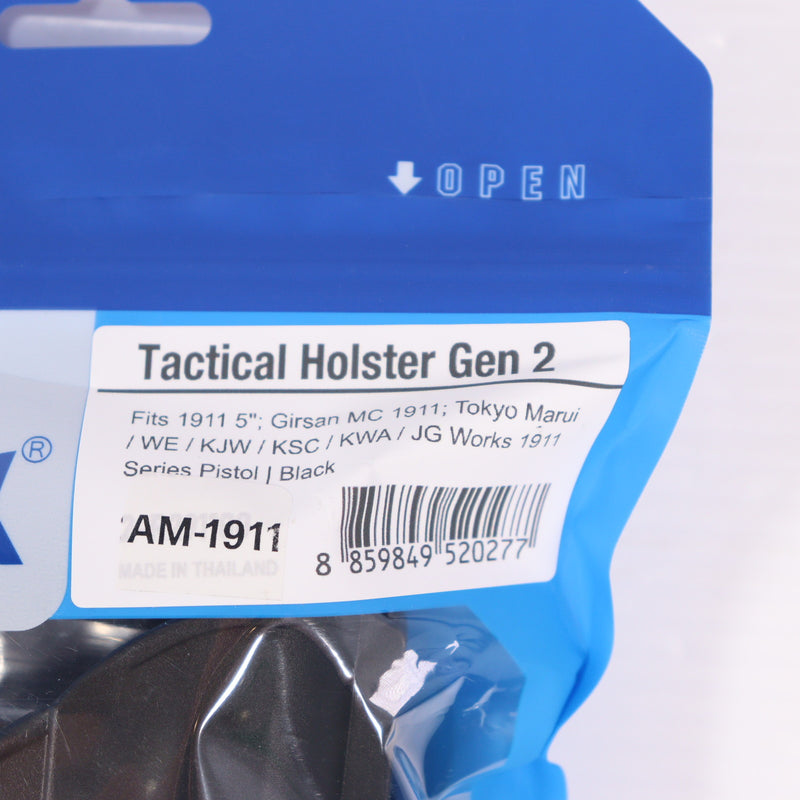 OPEN
Tactical Holster Gen 2
Fits 1911 5"; Girsan MC 1911; Tokyo Marui
/ WE / KJW / KSC / KWA / JG Works 1911
Series Pistol | Black
AM-1911
MADE IN THAILAND
8 859849 520277
®